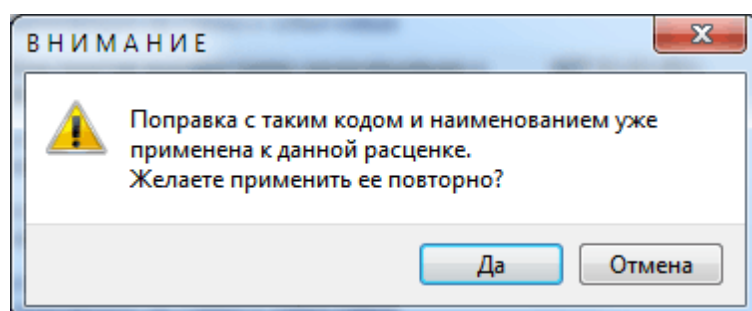 ВНИМАНИЕ
Поправка с таким кодом и наименованием уже
применена к данной расценке.
Желаете применить ее повторно?
Да
Отмена